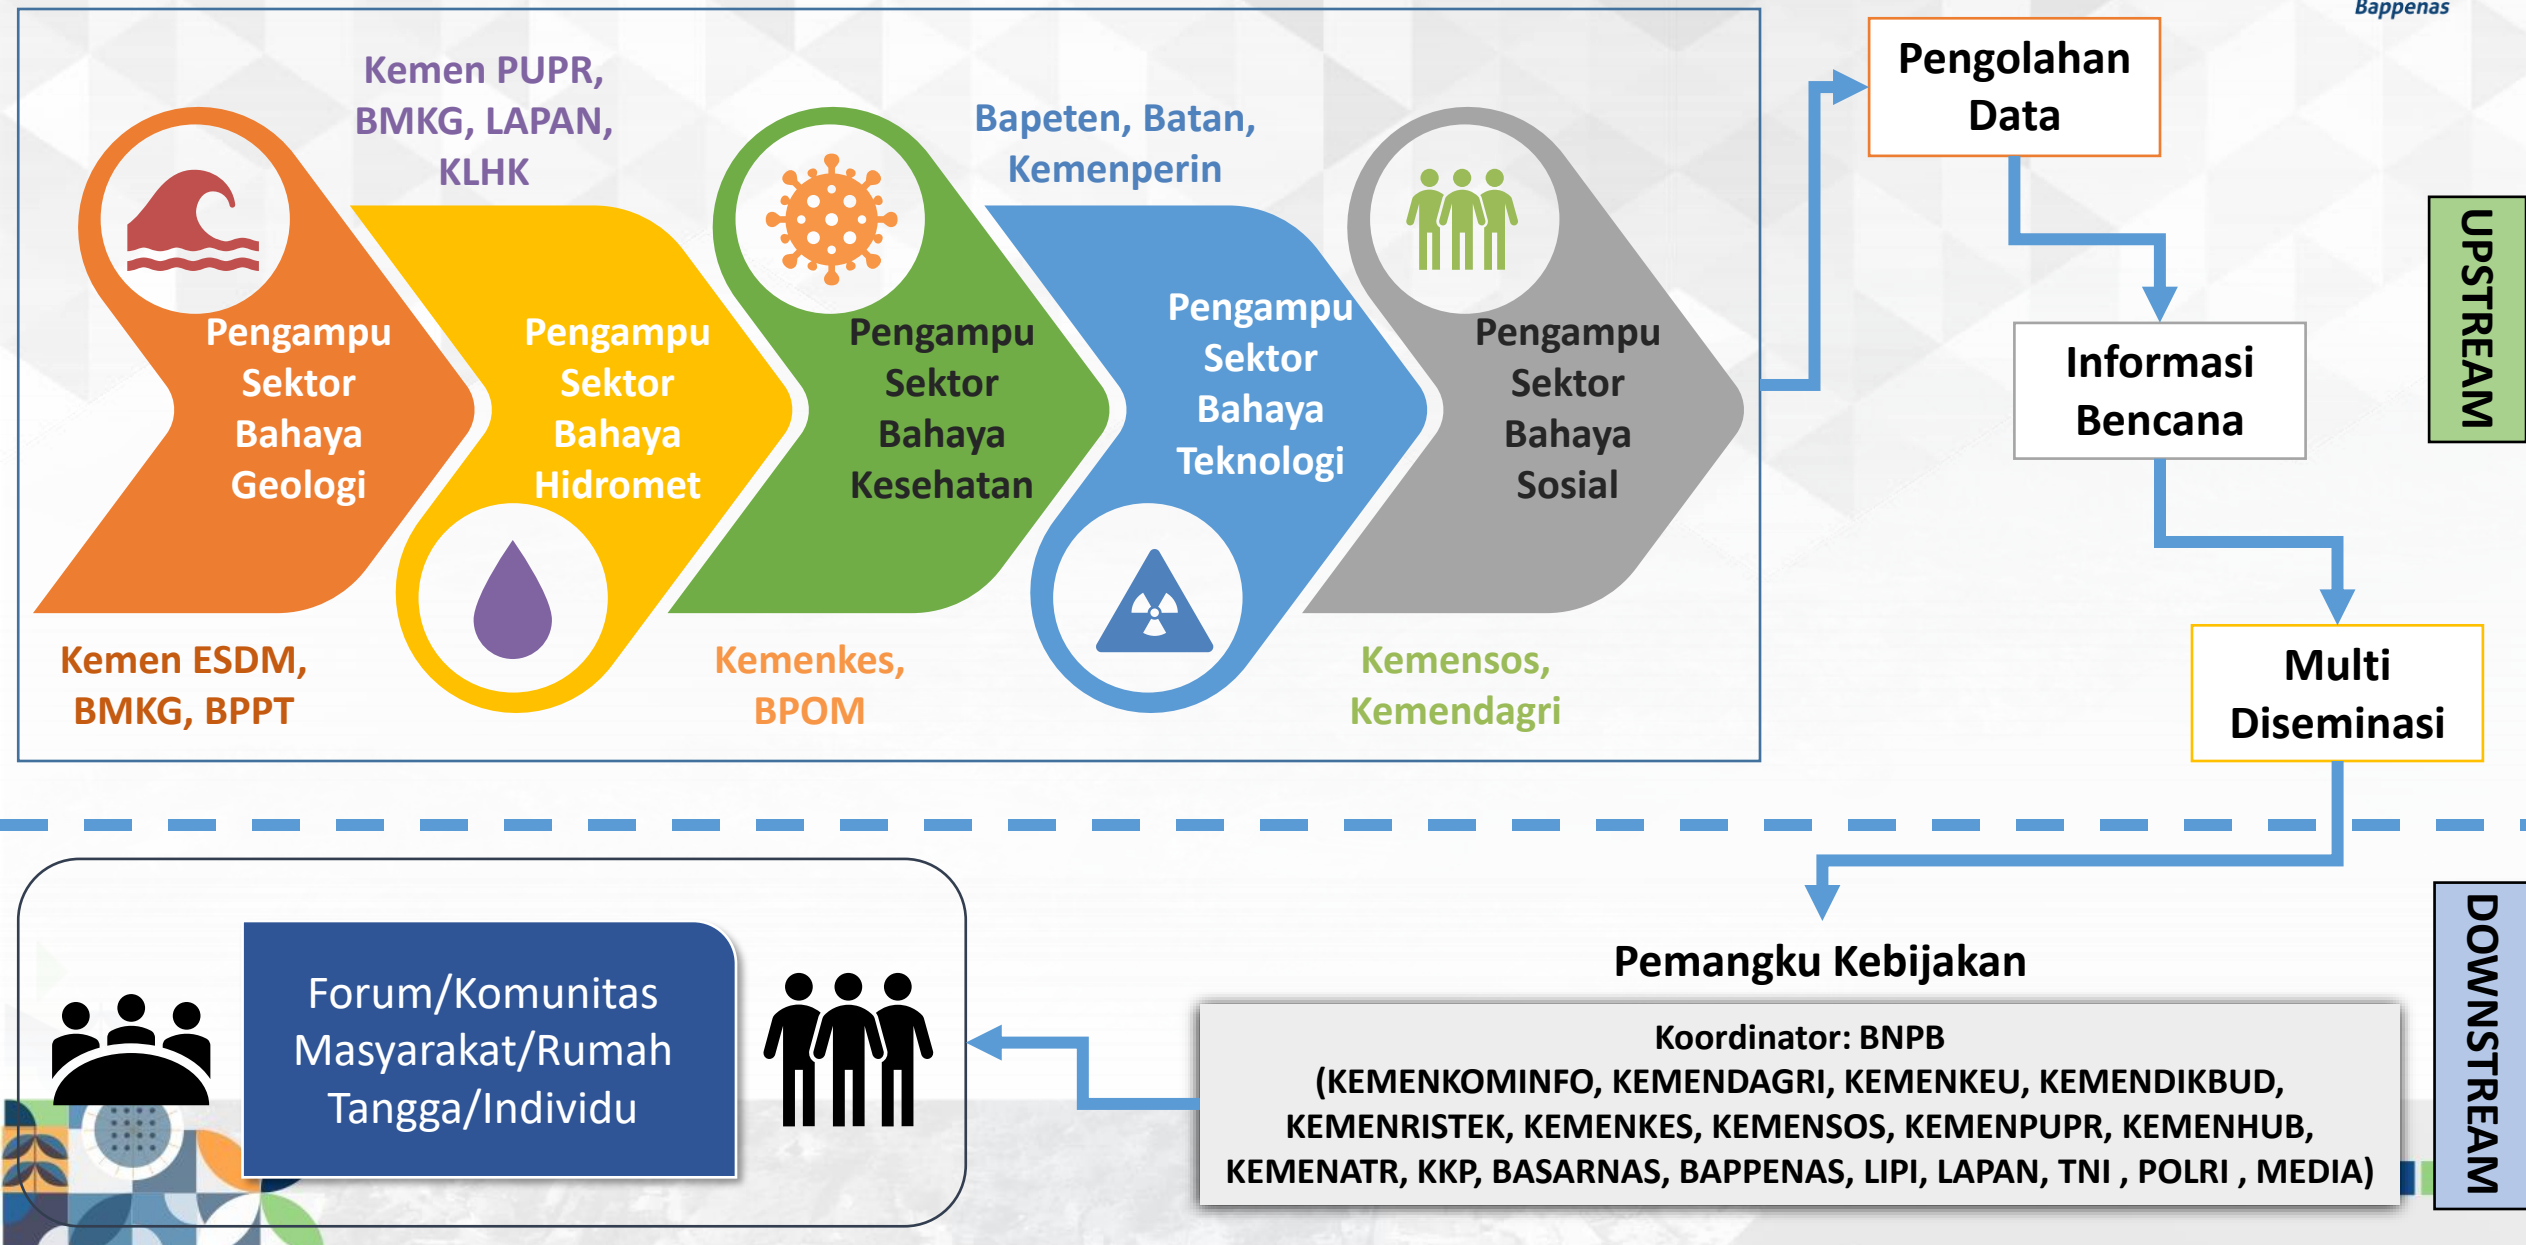 Bappenas
Kemen PUPR,
BMKG, LAPAN,
KLHK
Bapeten, Batan,
Kemenperin
Pengampu
Sektor
Bahaya
Geologi
Pengampu
Sektor
Bahaya
Hidromet
Pengampu
Sektor
Bahaya
Kesehatan
Pengampu
Sektor
Bahaya
Teknologi
Pengampu
Sektor
Bahaya
Sosial
Kemen ESDM,
BMKG, BPPT
Kemenkes,
BPOM
Kemensos,
Kemendagri
Pengolahan
Data
Informasi
Bencana
Multi
Diseminasi
UPSTREAM
Pemangku Kebijakan
Koordinator: BNPB
(KEMENKOMINFO, KEMENDAGRI, KEMENKEU, KEMENDIKBUD,
KEMENRISTEK, KEMENKES, KEMENSOS, KEMENPUPR, KEMENHUB,
KEMENATR, KKP, BASARNAS, BAPPENAS, LIPI, LAPAN, TNI , POLRI , MEDIA)
Forum/Komunitas
Masyarakat/Rumah
Tangga/Individu
DOWNSTREAM